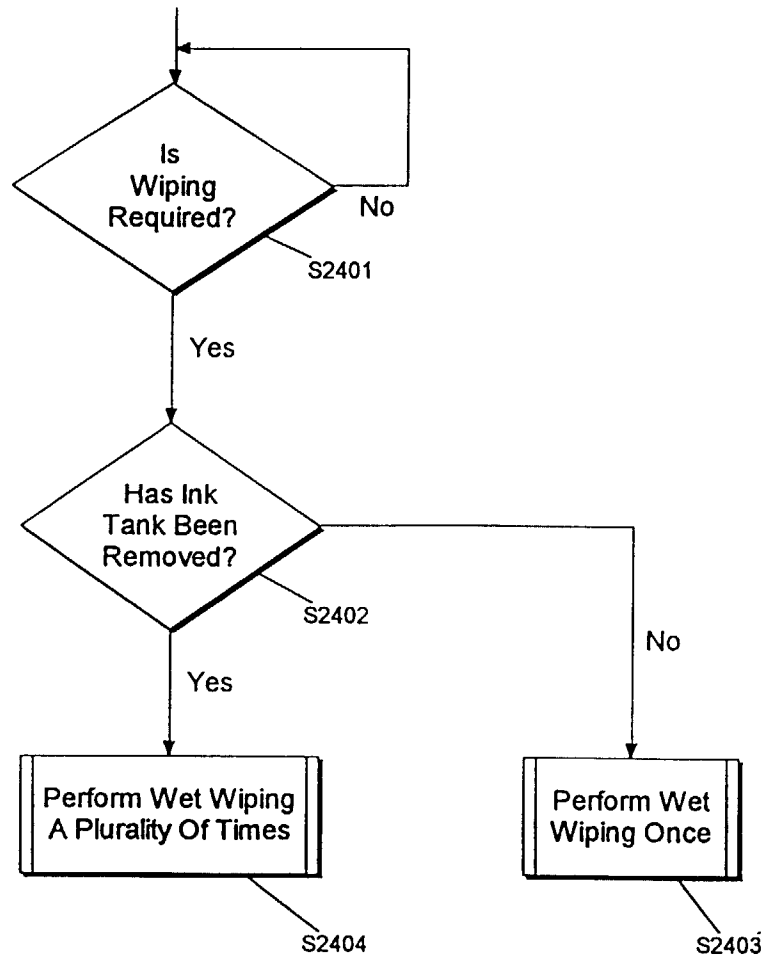 Is
Wiping
Required?
No
S2401
Yes
Has Ink
Tank Been
Removed?
S2402
No
Yes
Perform Wet Wiping
A Plurality Of Times
Perform Wet
Wiping Once
S2404
S2403